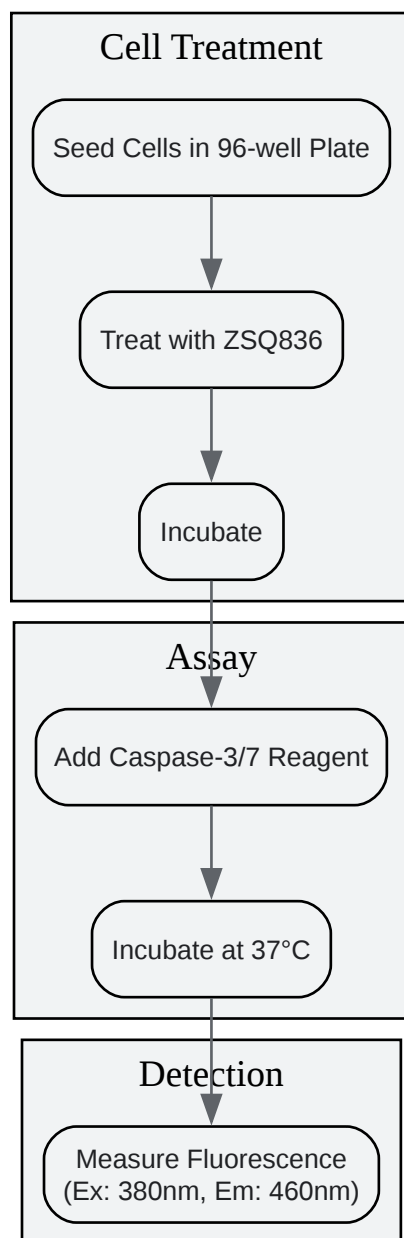 Cell Treatment
Seed Cells in 96-well Plate
Treat with ZSQ836
Incubate
Assay
Add Caspase-3/7 Reagent
Incubate at 37°C
Detection
Measure Fluorescence
(Ex: 380nm, Em: 460nm)